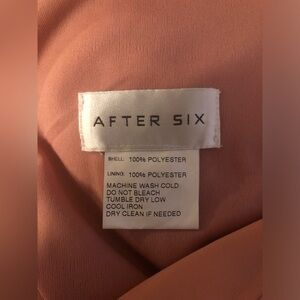 AFTER SIX
SHELL: 100% POLYESTER
LINING: 100% POLYESTER
MACHINE WASH COLD
DO NOT BLEACH
TUMBLE DRY LOW
COOL IRON
DRY CLEAN IF NEEDED